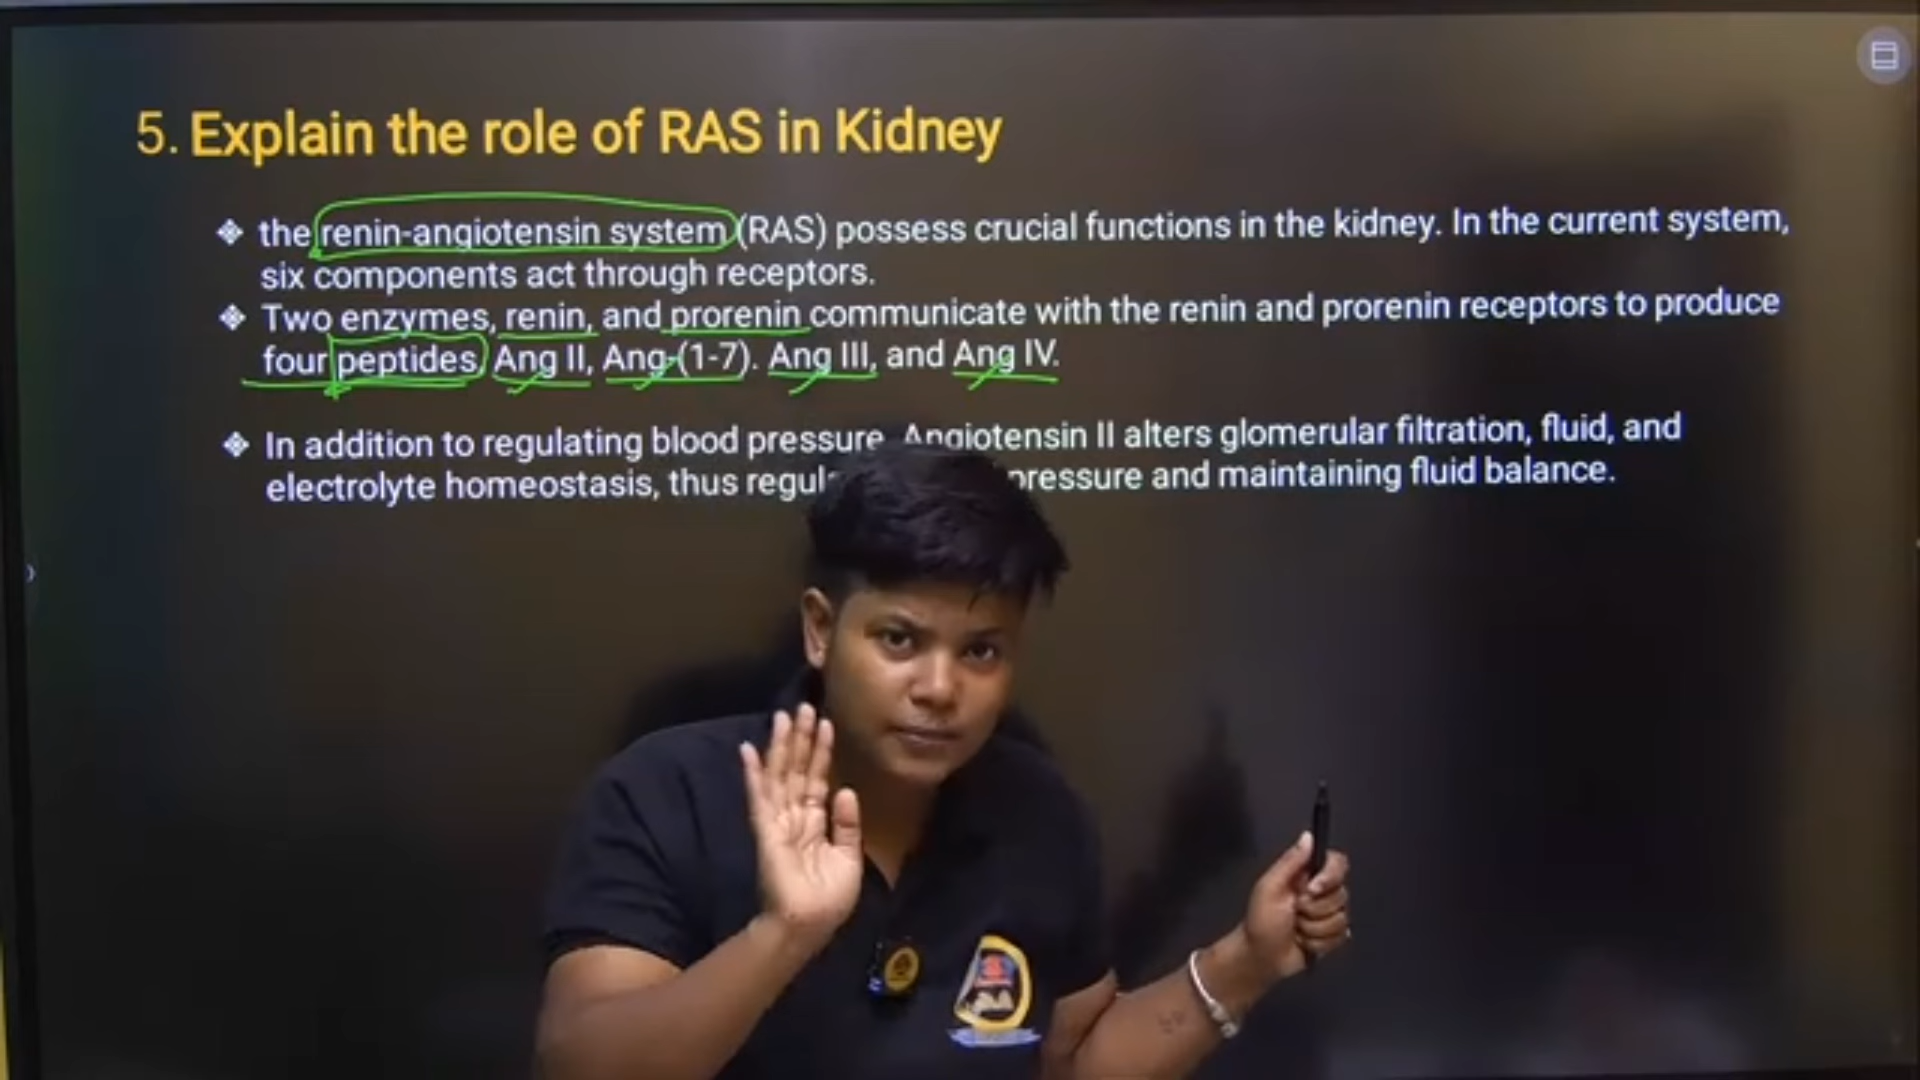 5. Explain the role of RAS in Kidney
❖ the renin-angiotensin system (RAS) possess crucial functions in the kidney. In the current system,
six components act through receptors.
❖ Two enzymes, renin, and prorenin communicate with the renin and prorenin receptors to produce
four peptides, Ang II, Ang-(1-7). Ang III, and Ang IV.
❖ In addition to regulating blood pressure, Angiotensin II alters glomerular filtration, fluid, and
electrolyte homeostasis, thus pressure and maintaining fluid balance.